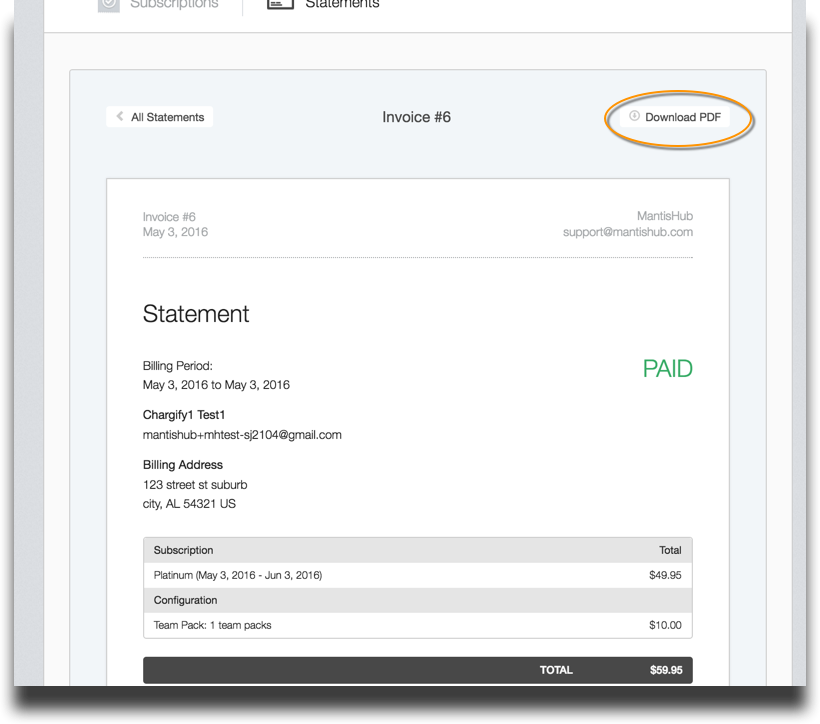 Subscriptions Statements
All Statements Invoice #6 Download PDF
Invoice #6 MantisHub
May 3, 2016 support@mantishub.com
Statement
Billing Period: PAID
May 3, 2016 to May 3, 2016
Chargify1 Test1
mantishub+mhtest-sj2104@gmail.com
Billing Address
123 street st suburb
city, AL 54321 US
Subscription Total
Platinum (May 3, 2016 - Jun 3, 2016) $49.95
Configuration
Team Pack: 1 team packs $10.00
TOTAL $59.95